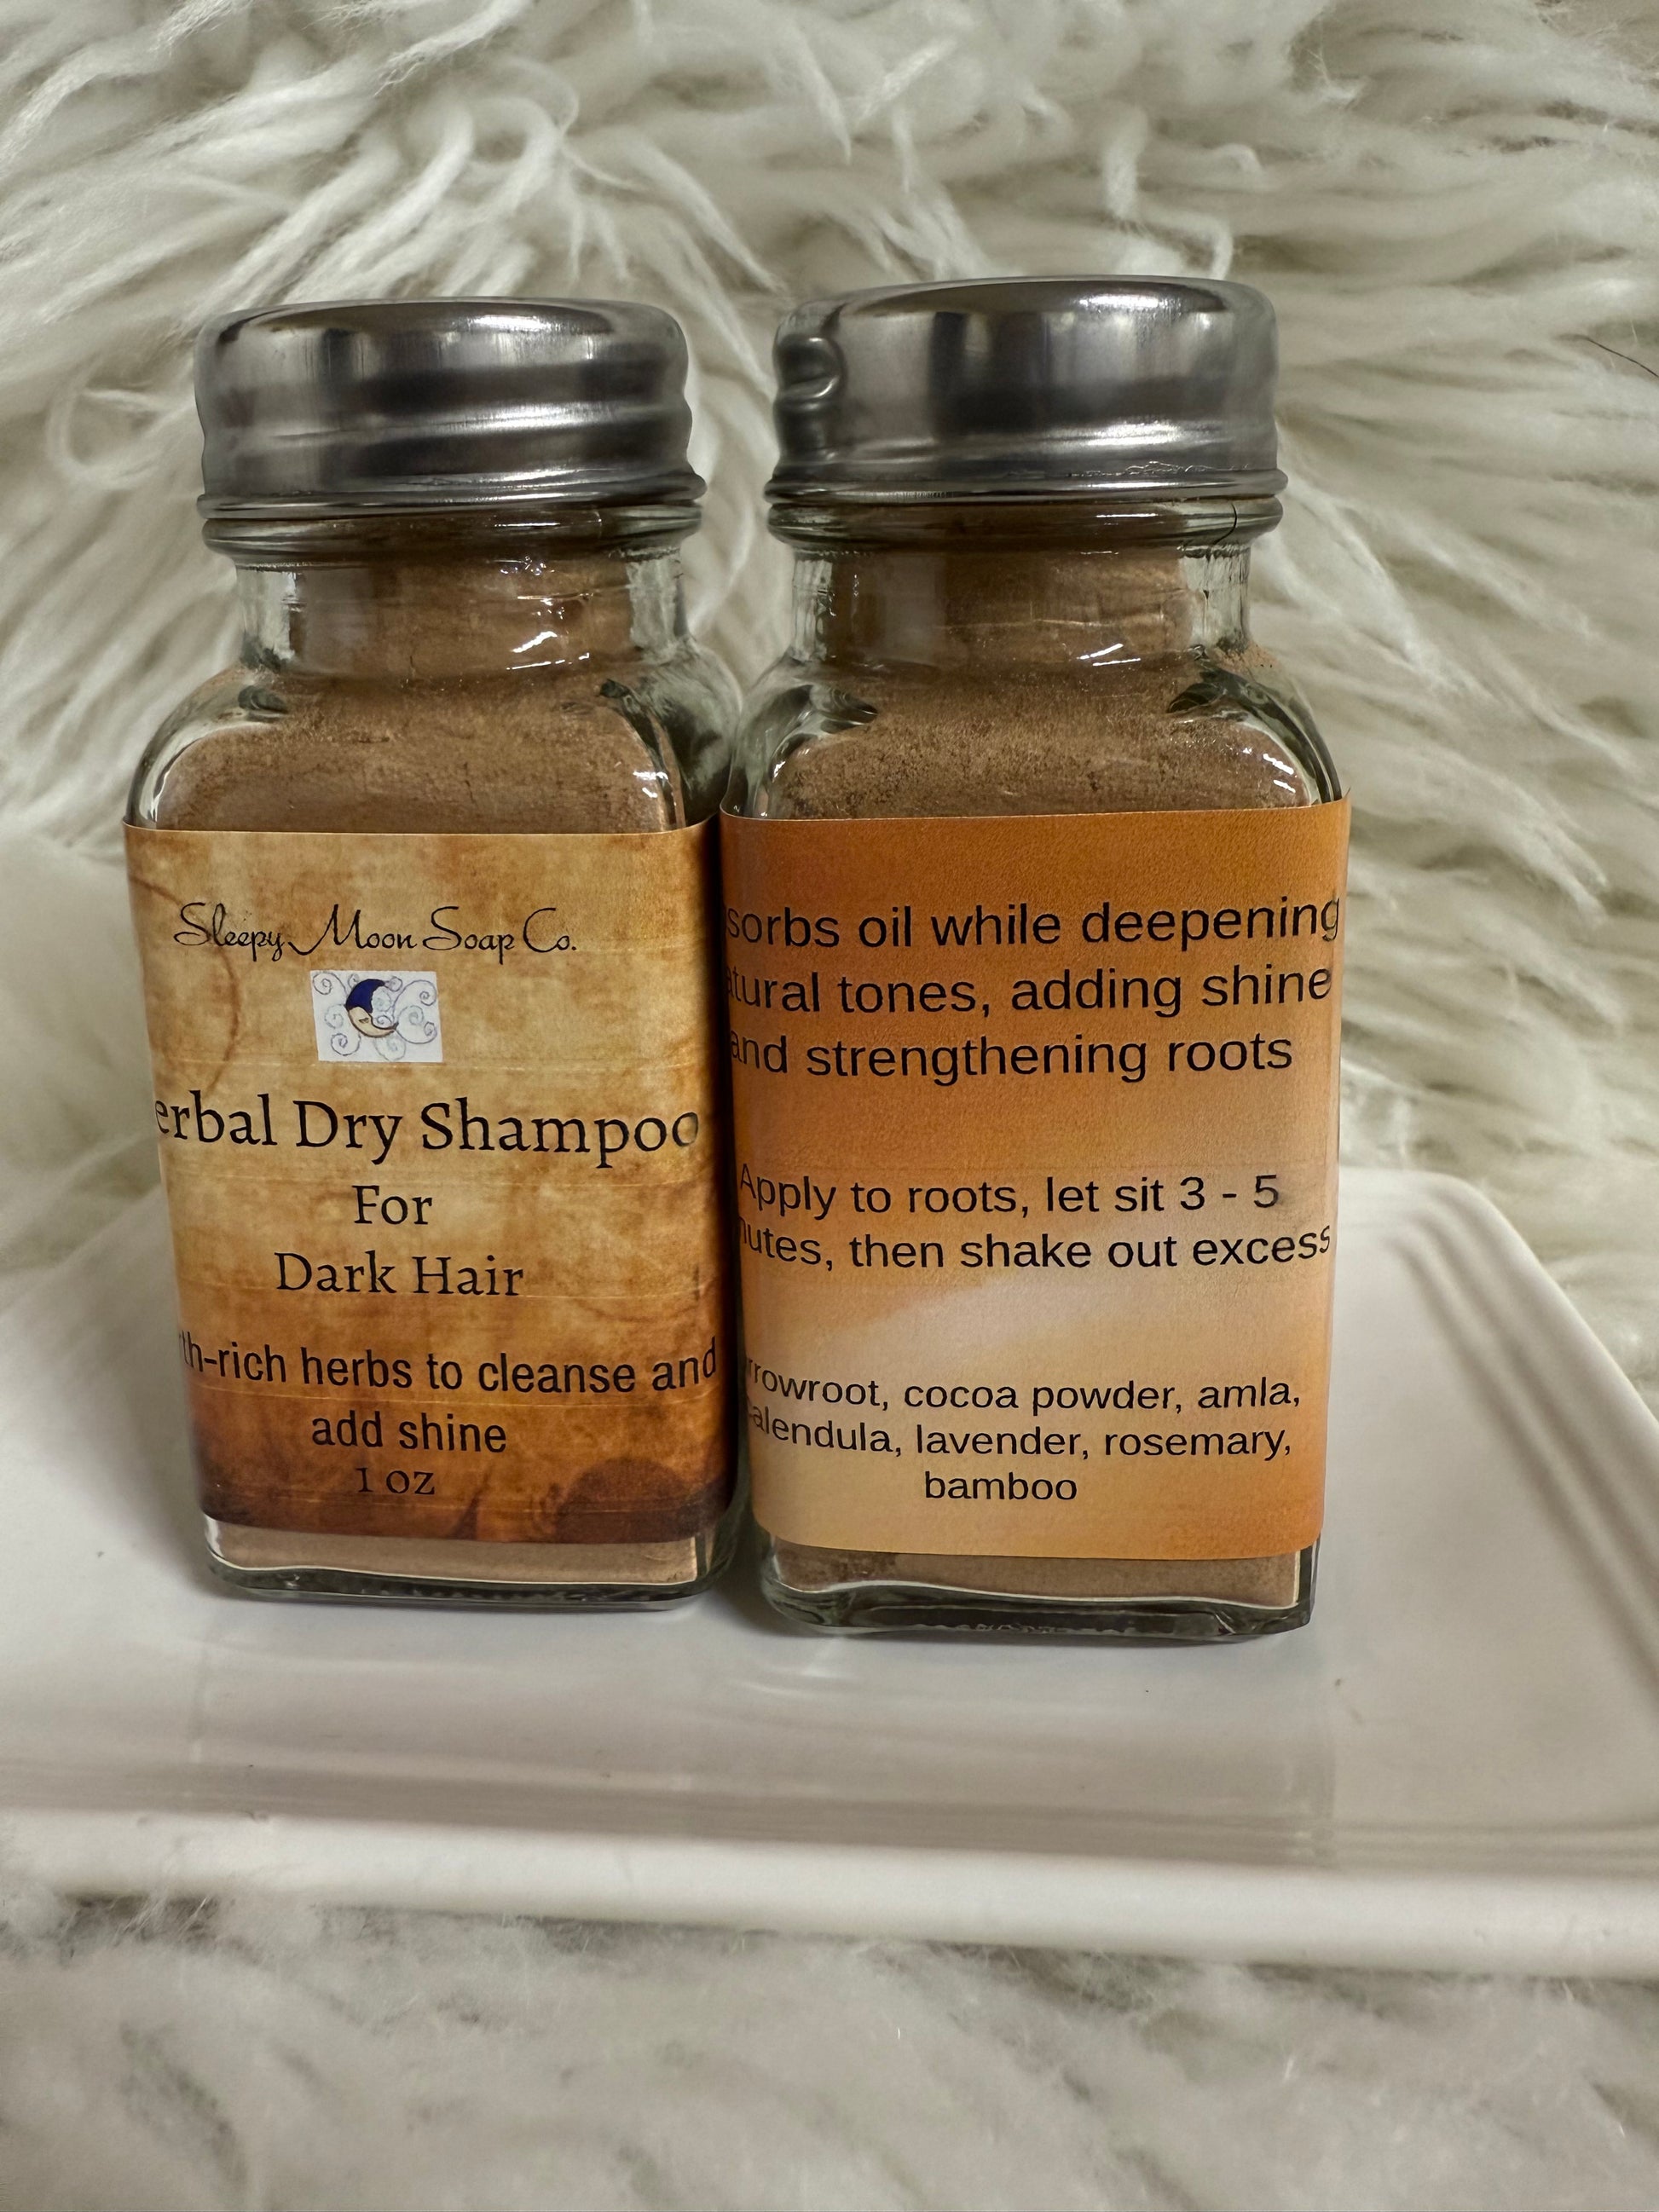 Sleepy Moon Soap Co.
erbal Dry Shampoo
For
Dark Hair
th-rich herbs to cleanse and
add shine
1 oz
sorbs oil while deepening
atural tones, adding shine
and strengthening roots
Apply to roots, let sit 3 - 5
nutes, then shake out excess
rrowroot, cocoa powder, amla,
calendula, lavender, rosemary,
bamboo